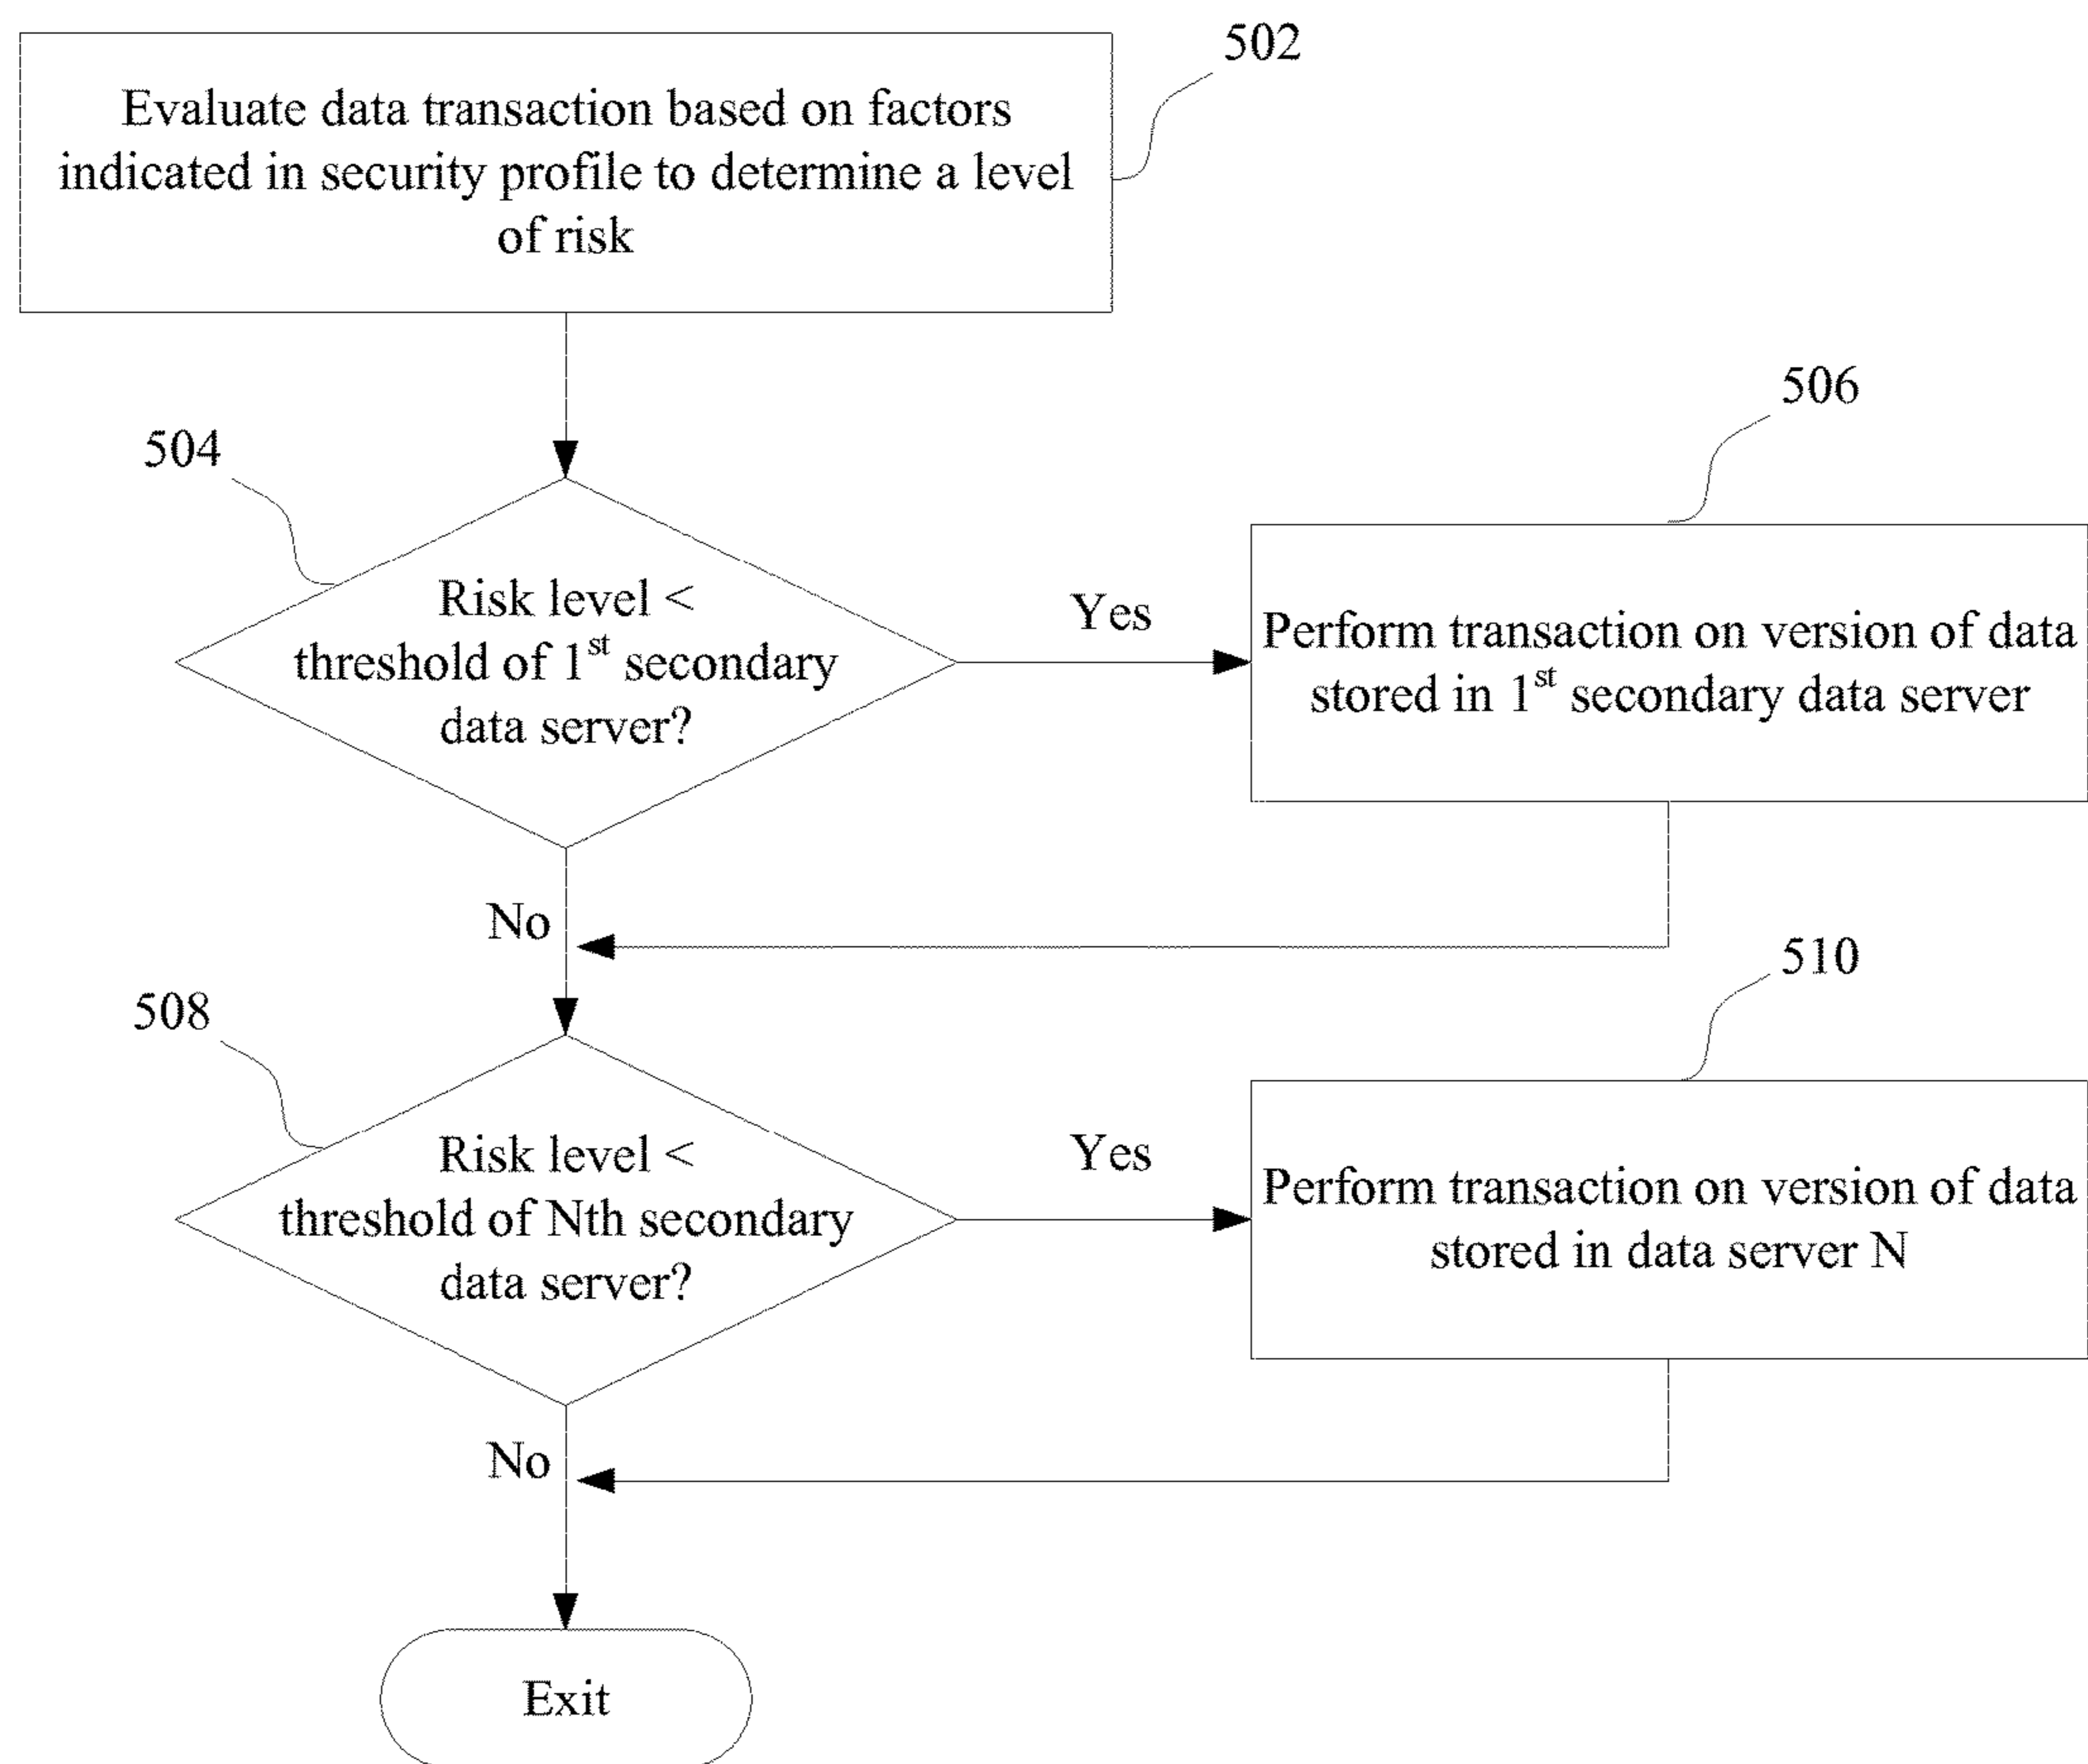 502
Evaluate data transaction based on factors
indicated in security profile to determine a level
of risk
504
506
Risk level <
threshold of 1st secondary
data server?
Yes
Perform transaction on version of data
stored in 1st secondary data server
No
508
510
Risk level <
threshold of Nth secondary
data server?
Yes
Perform transaction on version of data
stored in data server N
No
Exit